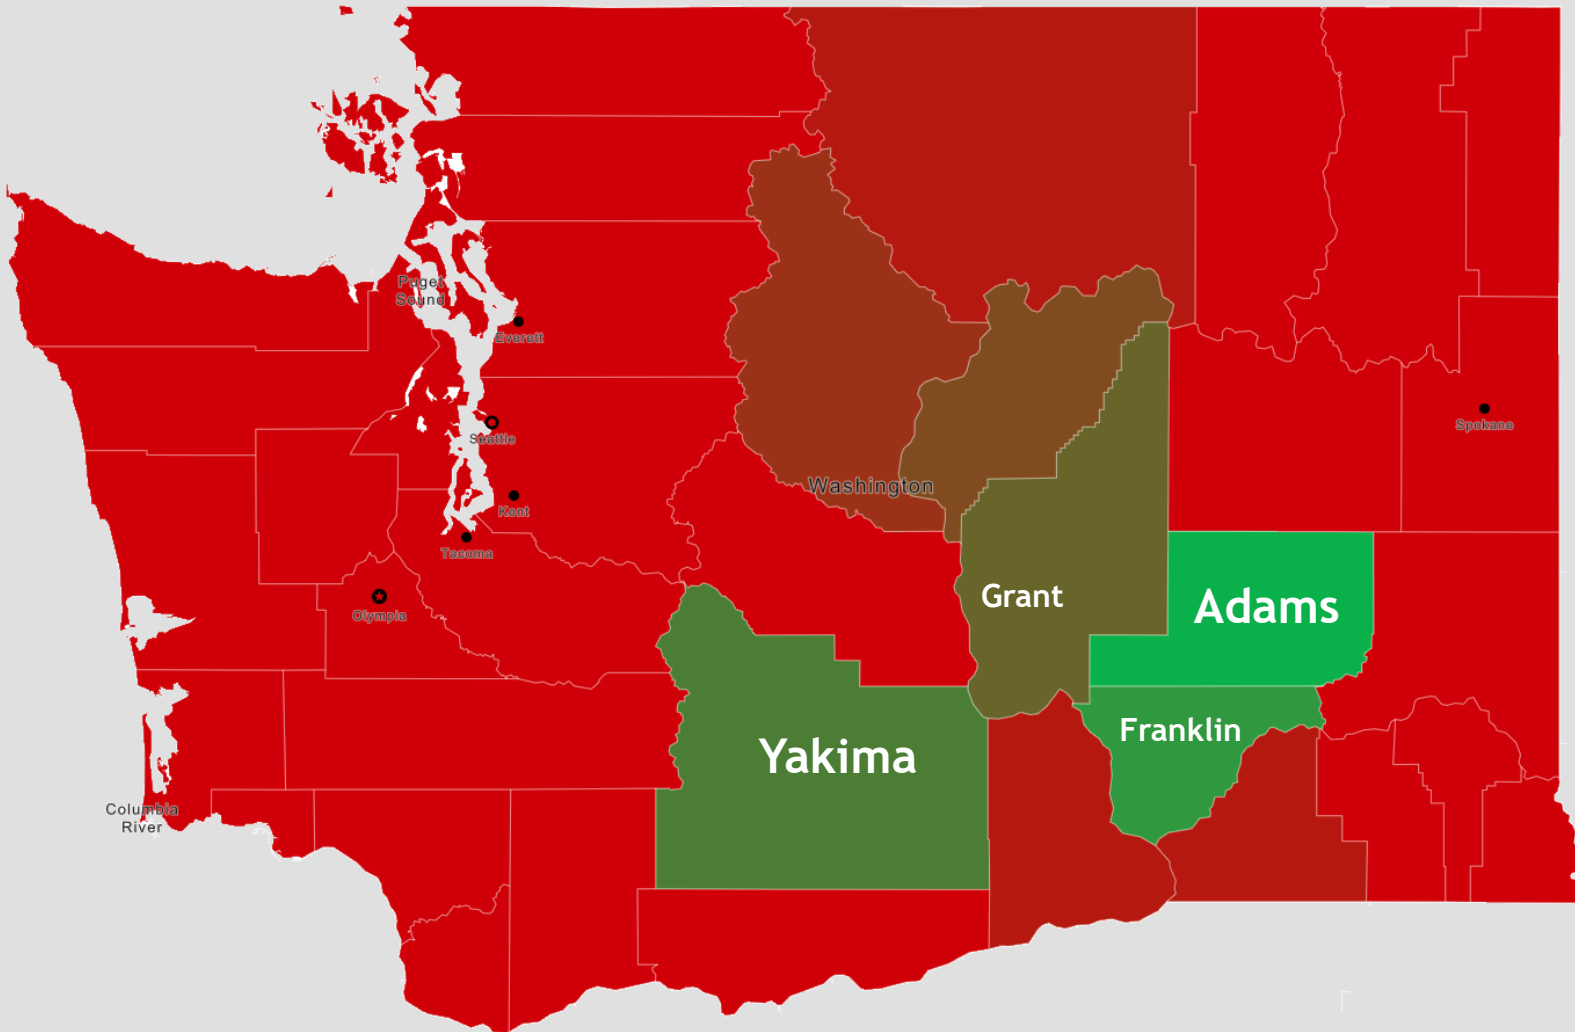 Puget
Sound
Everett
Seattle
Spokane
Washington
Kent
Tacoma
Olympia
Grant
Adams
Franklin
Yakima
Columbia
River